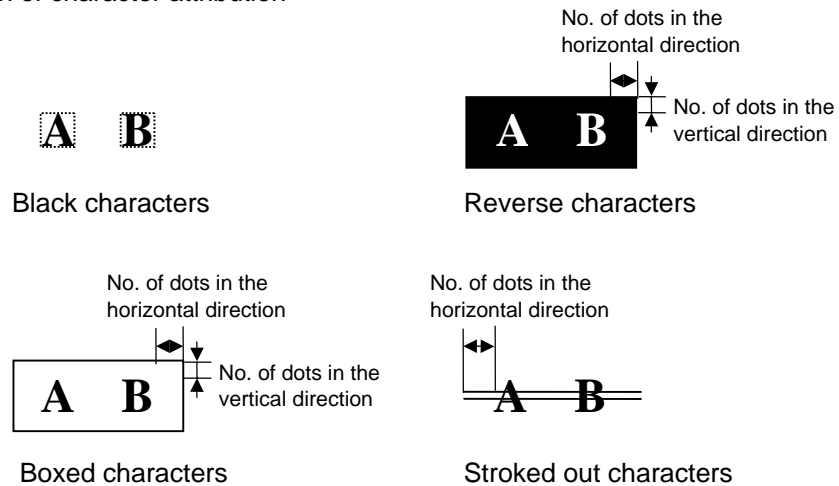 of character attribution
No. of dots in the
horizontal direction
No. of dots in the
vertical direction
A B
A B
Black characters
Reverse characters
No. of dots in the
horizontal direction
No. of dots in the
horizontal direction
No. of dots in the
vertical direction
A B
A B
Boxed characters
Stroked out characters